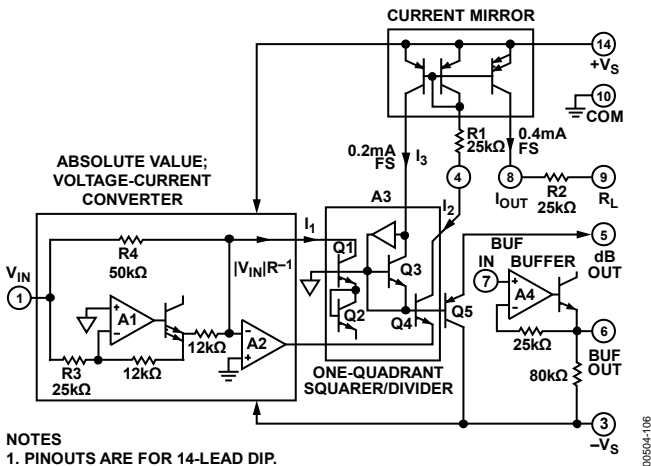 CURRENT MIRROR
14
+VS
10
COM
R1
25kΩ
0.2mA
FS
I3
0.4mA
FS
4
8
IOUT
R2
25kΩ
9
RL
ABSOLUTE VALUE;
VOLTAGE-CURRENT
CONVERTER
A3
I2
I1
5
dB
OUT
R4
50kΩ
|VIN|R–1
Q1
Q3
BUF
IN
7
BUFFER
A4
VIN
1
A1
Q2
Q4
Q5
12kΩ
A2
25kΩ
6
BUF
OUT
R3
25kΩ
12kΩ
80kΩ
ONE-QUADRANT
SQUARER/DIVIDER
3
–VS
NOTES
1. PINOUTS ARE FOR 14-LEAD DIP.
00504-106